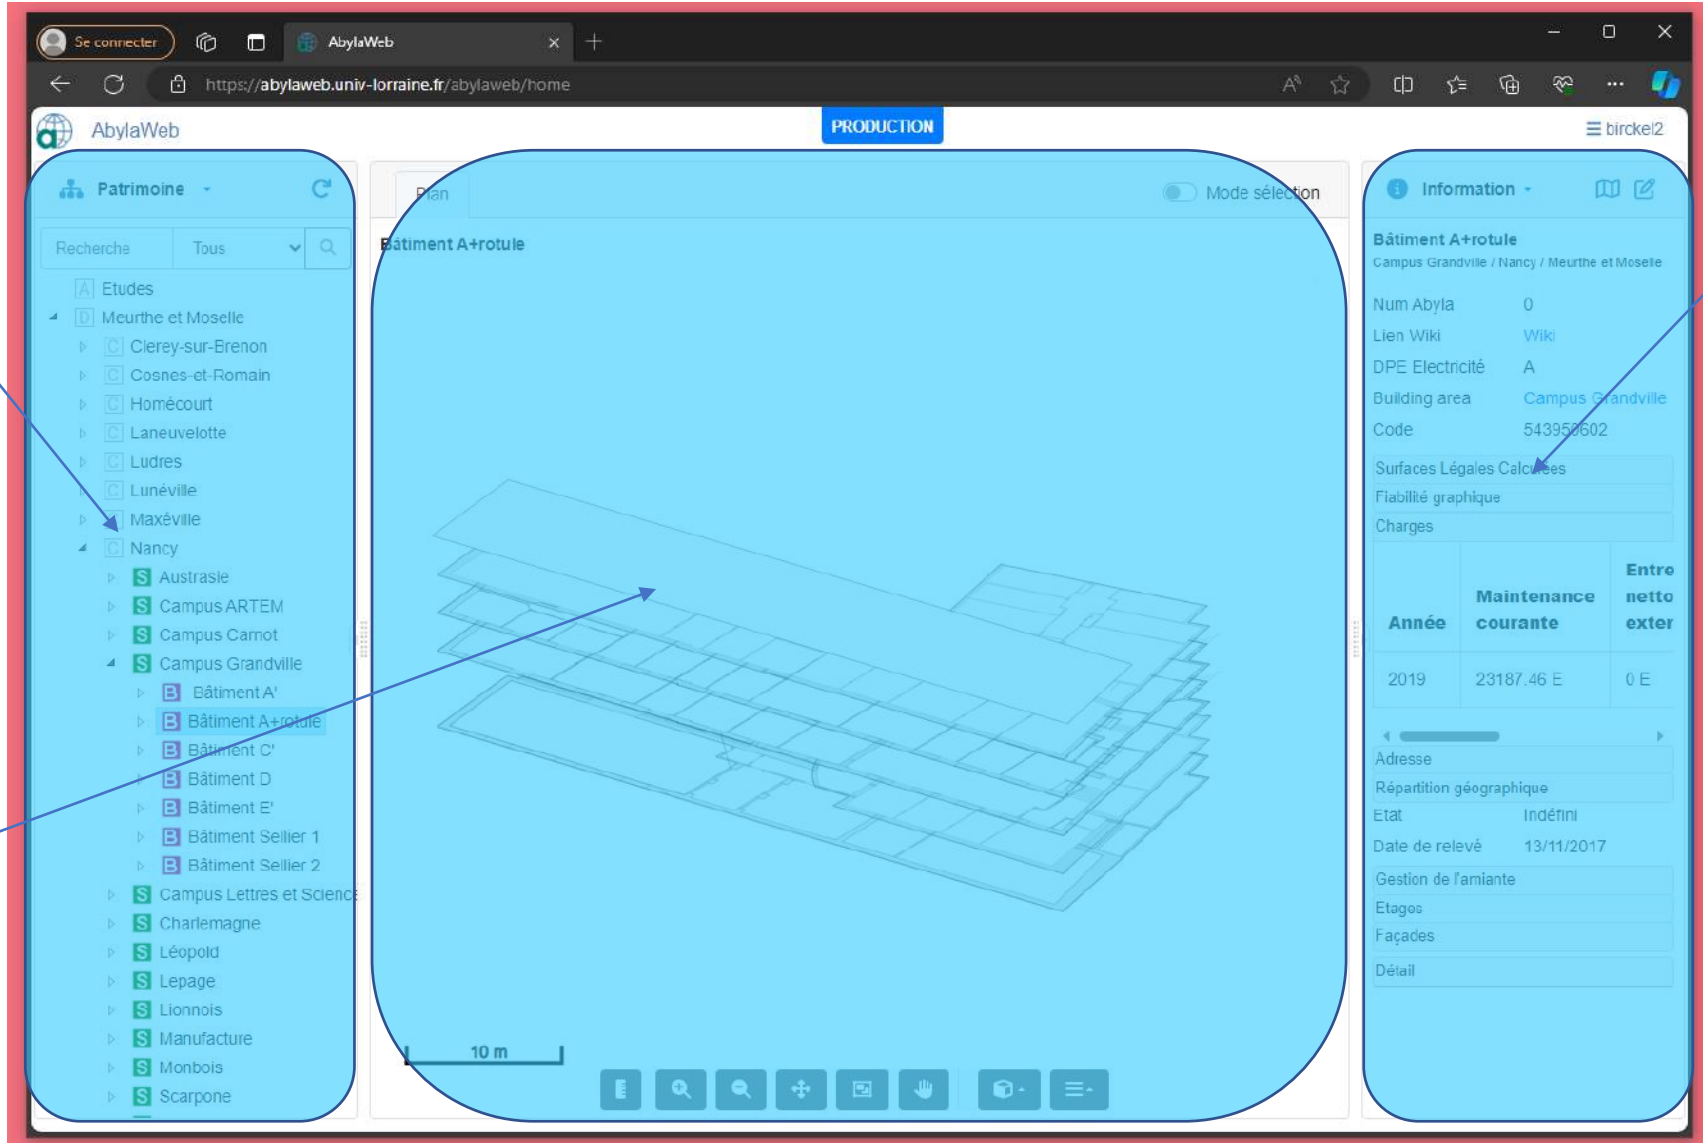 Se connecter
AbylaWeb
https://abylaweb.univ-lorraine.fr/abylaweb/home
AbylaWeb
PRODUCTION
birckel2
Patrimoine
Recherche
Tous
A Etudes
D Meurthe et Moselle
C Clerey-sur-Brenon
C Cosnes-et-Romain
C Homécourt
C Laneuvelotte
C Ludres
C Lunéville
Maxéville
C Nancy
S Austrasie
S Campus ARTEM
S Campus Carnot
S Campus Grandville
B Bâtiment A'
B Bâtiment A+rotule
B Bâtiment C'
B Bâtiment D
B Bâtiment E'
B Bâtiment Sellier 1
B Bâtiment Sellier 2
S Campus Lettres et Science
S Charlemagne
S Léopold
S Lepage
S Lionnois
S Manufacture
S Monbois
S Scarpone
Plan
Mode sélection
Bâtiment A+rotule
10 m
Information
Bâtiment A+rotule
Campus Grandville / Nancy / Meurthe et Moselle
Num Abyla 0
Lien Wiki Wiki
DPE Electricité A
Building area Campus Grandville
Code 543950602
Surfaces Légales Calculées
Fiabilité graphique
Charges
Année Maintenance courante Entre netto exter
2019 23187.46 E 0 E
Adresse
Répartition géographique
Etat Indéfini
Date de relevé 13/11/2017
Gestion de l'amiante
Etages
Façades
Détail